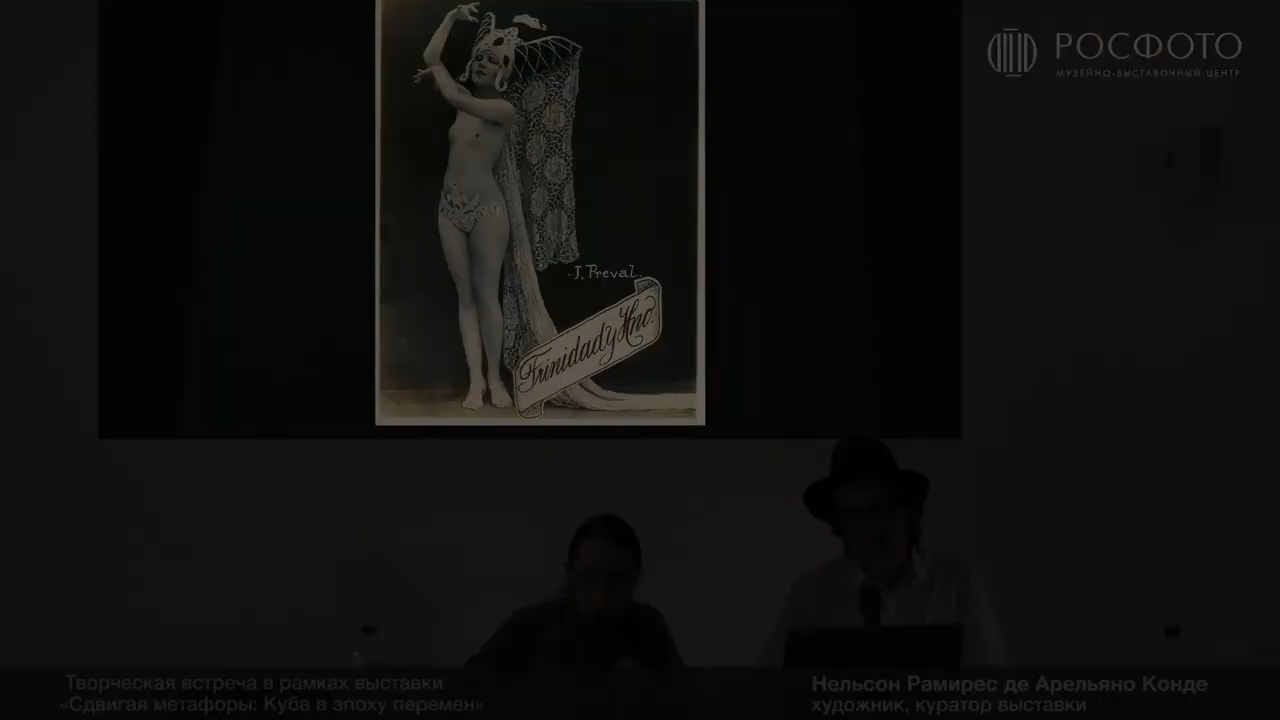 РОСФОТО
МУЗЕЙНО-ВЫСТАВОЧНЫЙ ЦЕНТР
J. Preval.
Trinidad y Hno.
Творческая встреча в рамках выставки
«Сдвигая метафоры: Куба в эпоху перемен»
Нельсон Рамирес де Арельяно Конде
художник, куратор выставки